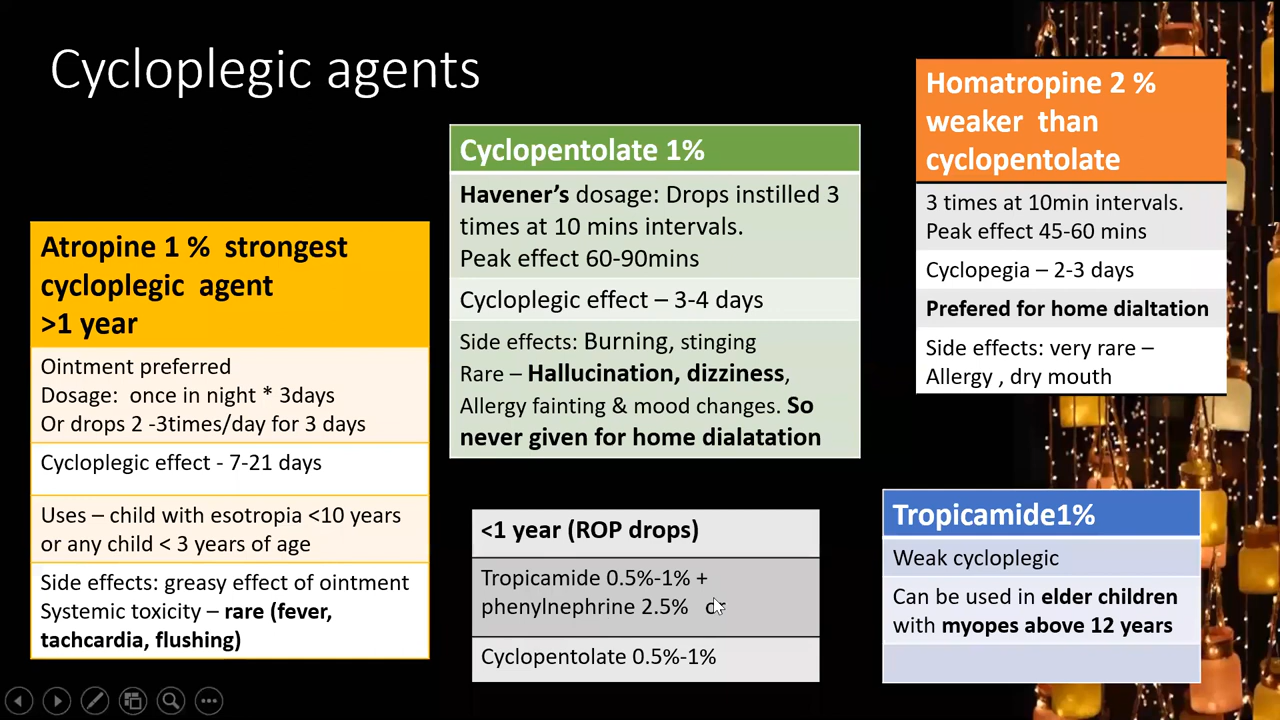 Cycloplegic agents
Atropine 1 %  strongest
cycloplegic  agent
>1 year
Ointment preferred
Dosage:  once in night * 3days
Or drops 2 -3times/day for 3 days
Cycloplegic effect - 7-21 days
Uses – child with esotropia <10 years
or any child < 3 years of age
Side effects: greasy effect of ointment
Systemic toxicity – rare (fever,
tachcardia, flushing)
Cyclopentolate 1%
Havener’s dosage: Drops instilled 3
times at 10 mins intervals.
Peak effect 60-90mins
Cycloplegic effect – 3-4 days
Side effects: Burning, stinging
Rare – Hallucination, dizziness,
Allergy fainting & mood changes. So
never given for home dialatation
<1 year (ROP drops)
Tropicamide 0.5%-1% +
phenylnephrine 2.5%   or
Cyclopentolate 0.5%-1%
Homatropine 2 %
weaker  than
cyclopentolate
3 times at 10min intervals.
Peak effect 45-60 mins
Cyclopegia – 2-3 days
Prefered for home dialtation
Side effects: very rare –
Allergy , dry mouth
Tropicamide1%
Weak cycloplegic
Can be used in elder children
with myopes above 12 years